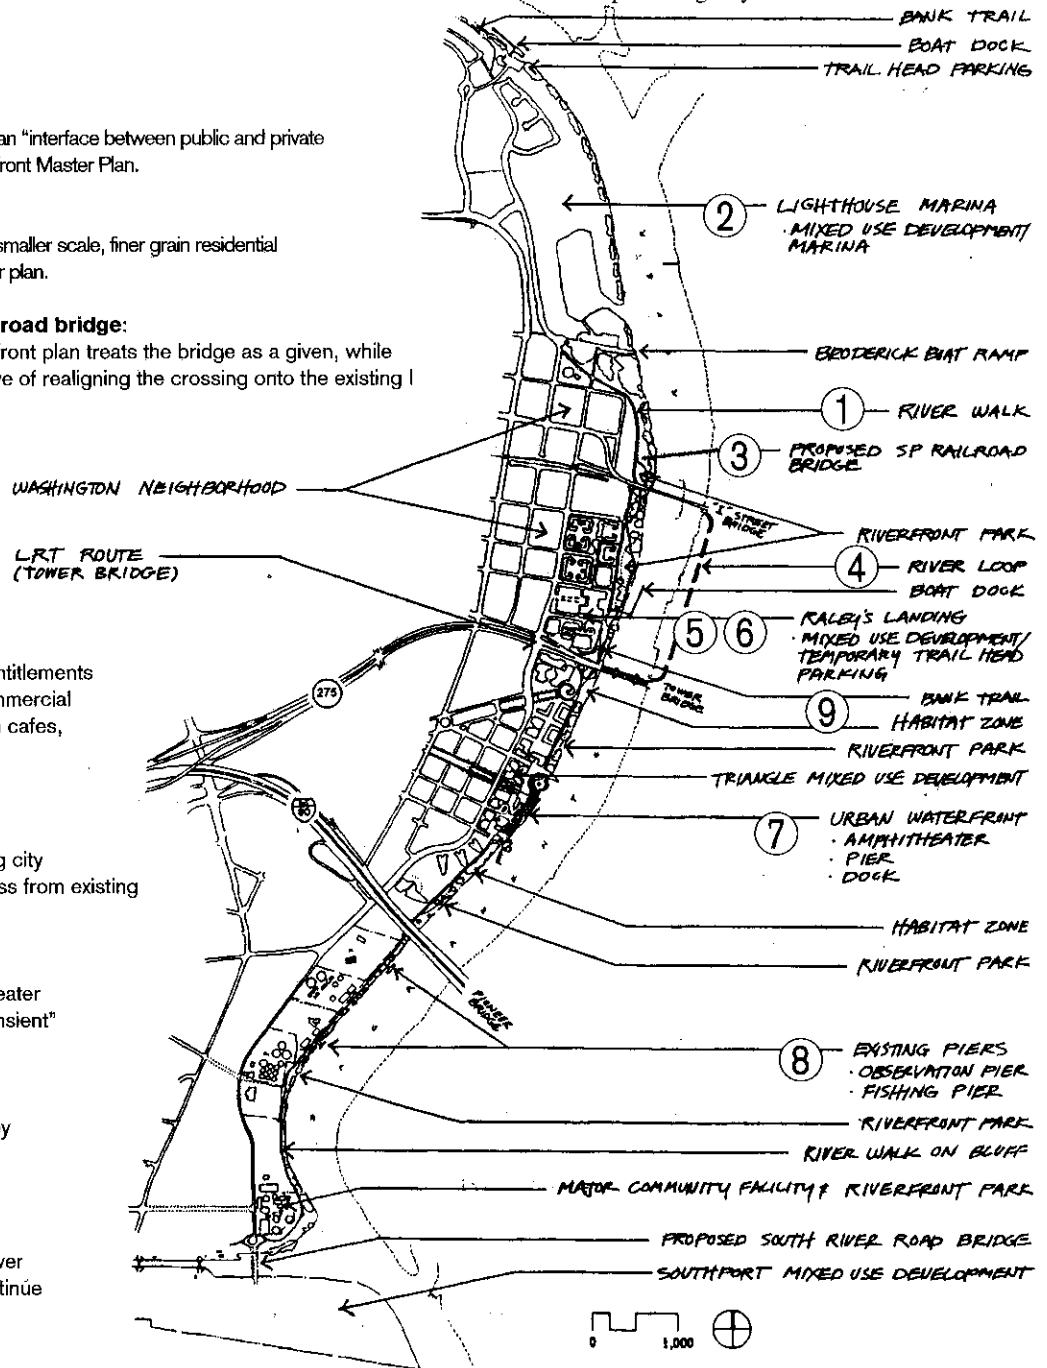 BANK TRAIL
BOAT DOCK
TRAIL HEAD PARKING
an "interface between public and private
ront Master Plan.
② LIGHTHOUSE MARINA
· MIXED USE DEVELOPMENT/
MARINA
smaller scale, finer grain residential
r plan.
road bridge:
front plan treats the bridge as a given, while
ve of realigning the crossing onto the existing I
BRODERICK BOAT RAMP
① RIVER WALK
③ PROPOSED SP RAILROAD
BRIDGE
WASHINGTON NEIGHBORHOOD
"I" STREET
BRIDGE
RIVERFRONT PARK
LRT ROUTE
(TOWER BRIDGE)
④ RIVER LOOP
BOAT DOCK
⑤ ⑥ RALEY'S LANDING
· MIXED USE DEVELOPMENT/
TEMPORARY TRAIL HEAD
PARKING
ntitlements
mmercial
cafes,
275
TOWER
BRIDGE
BANK TRAIL
⑨ HABITAT ZONE
RIVERFRONT PARK
TRIANGLE MIXED USE DEVELOPMENT
80
⑦ URBAN WATERFRONT
· AMPHITHEATER
· PIER
· DOCK
g city
ss from existing
HABITAT ZONE
RIVERFRONT PARK
eater
nsient"
PIONEER
BRIDGE
⑧ EXISTING PIERS
· OBSERVATION PIER
· FISHING PIER
y
RIVERFRONT PARK
RIVER WALK ON BLUFF
MAJOR COMMUNITY FACILITY & RIVERFRONT PARK
PROPOSED SOUTH RIVER ROAD BRIDGE
ver
tinue
SOUTHPORT MIXED USE DEVELOPMENT
0 1,000